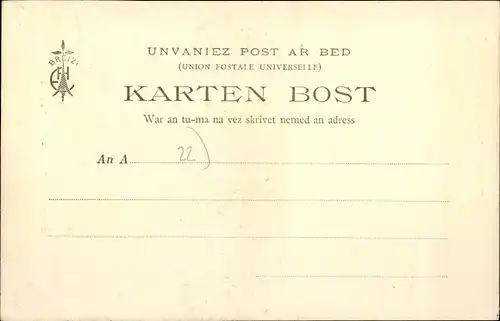 BREIZ
UNVANIEZ POST AR BED
(UNION POSTALE UNIVERSELLE)
KARTEN BOST
War an tu-ma na vez skrivet nemed an adress
An A
22)